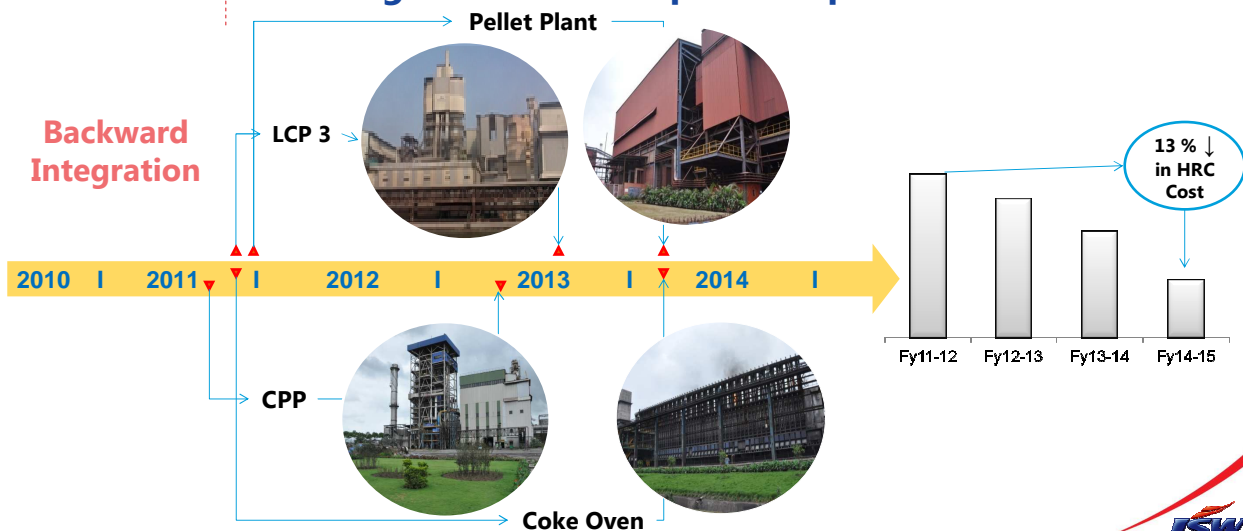 Pellet Plant
Backward
Integration
LCP 3
13 % ↓
in HRC
Cost
2010 I 2011 I 2012 I 2013 I 2014 I
Fy11-12 Fy12-13 Fy13-14 Fy14-15
CPP
Coke Oven
JSW